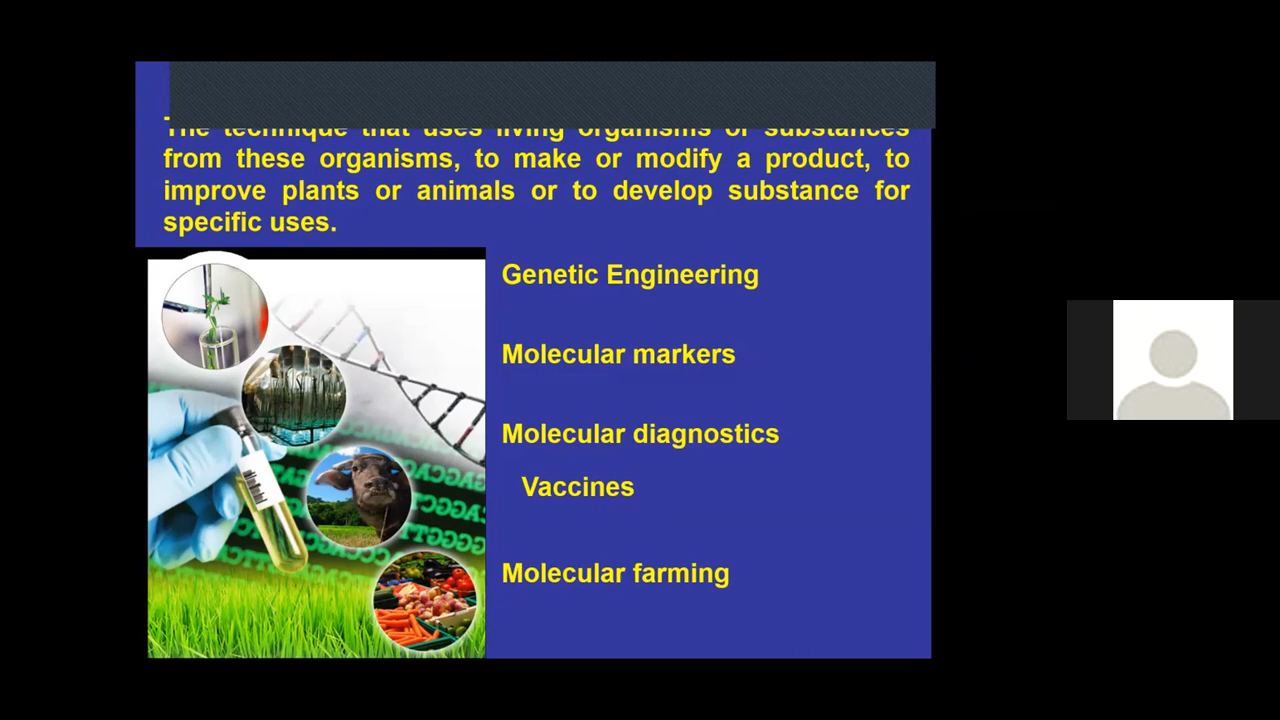 The technique that uses living organisms or substances
from these organisms, to make or modify a product, to
improve plants or animals or to develop substance for
specific uses.
Genetic Engineering
Molecular markers
Molecular diagnostics
Vaccines
Molecular farming